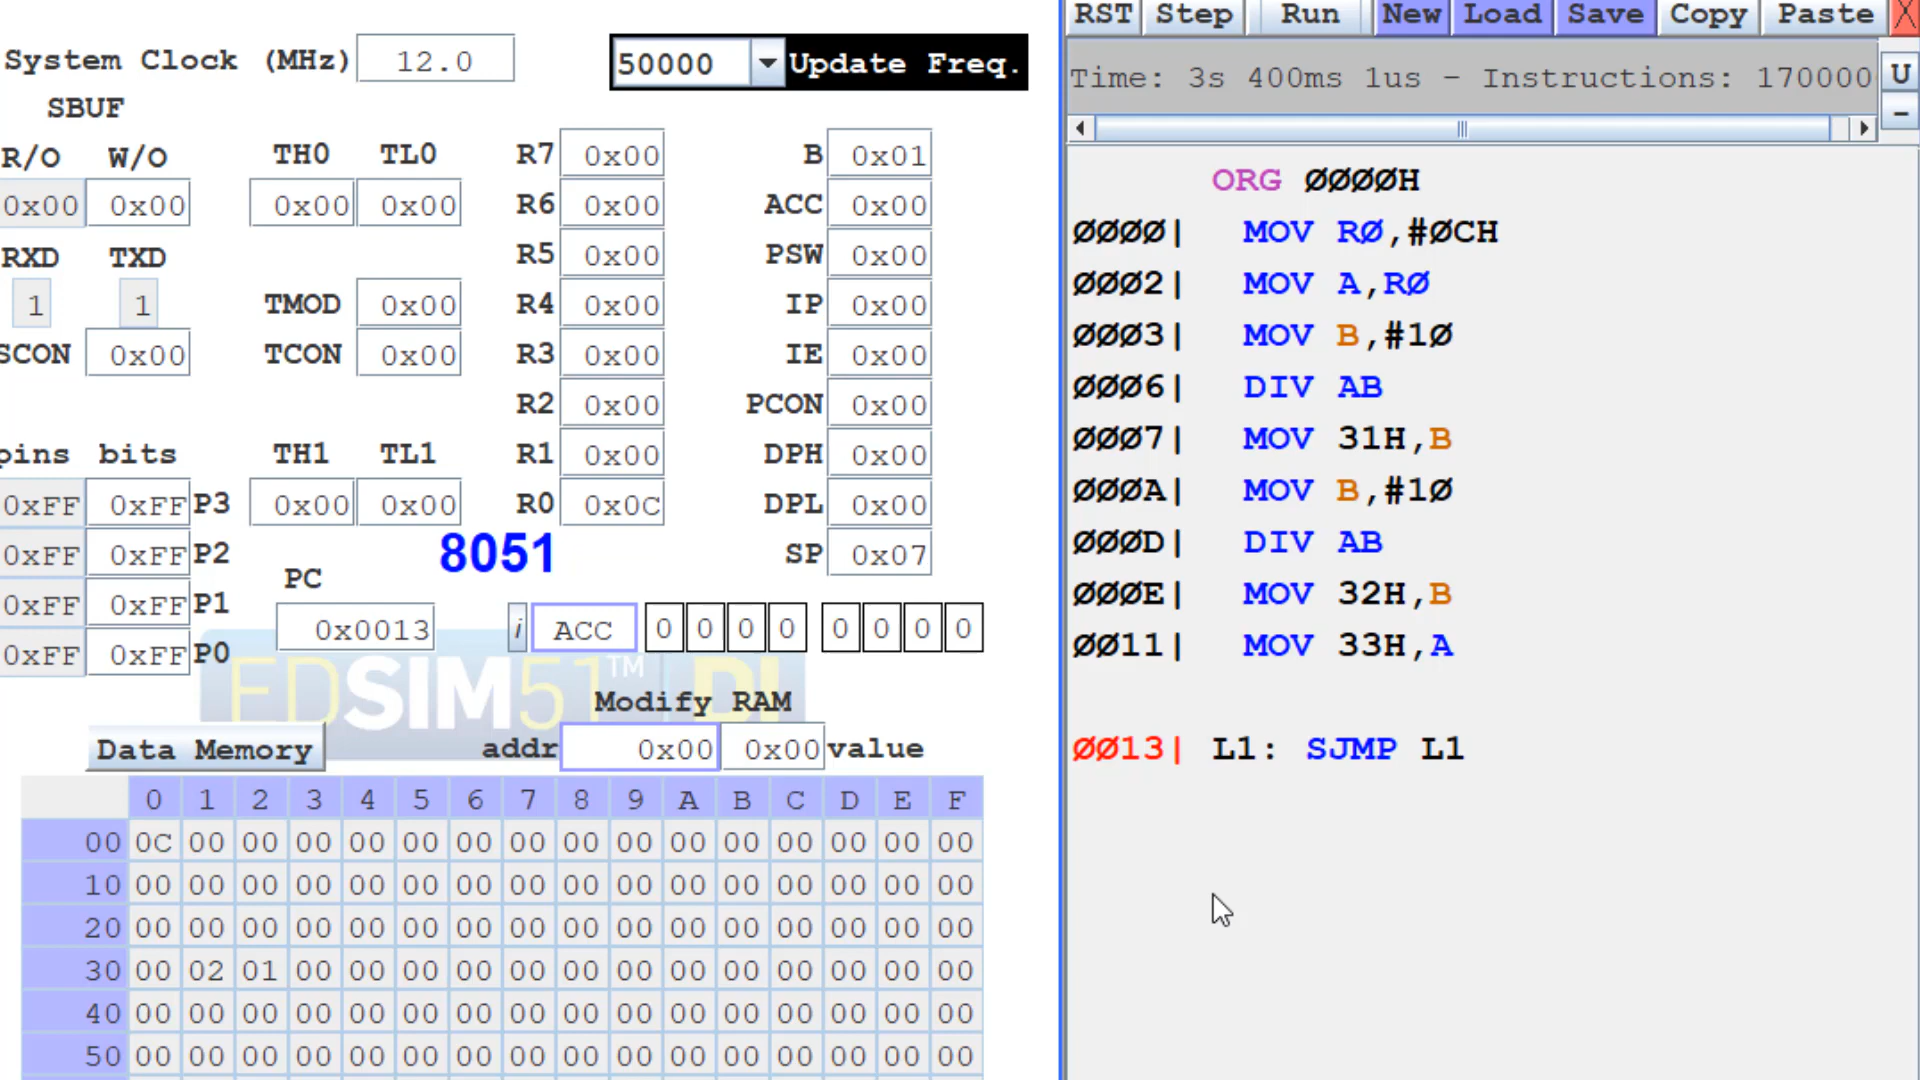 RST Step Run New Load Save Copy Paste X
System Clock (MHz) 12.0 50000 Update Freq.
Time: 3s 400ms 1us - Instructions: 170000 U
-
SBUF
R/O W/O TH0 TL0 R7 0x00 B 0x01
0x00 0x00 0x00 0x00 R6 0x00 ACC 0x00
RXD TXD R5 0x00 PSW 0x00
1 1 TMOD 0x00 R4 0x00 IP 0x00
SCON 0x00 TCON 0x00 R3 0x00 IE 0x00
R2 0x00 PCON 0x00
pins bits TH1 TL1 R1 0x00 DPH 0x00
0xFF 0xFF P3 0x00 0x00 R0 0x0C DPL 0x00
0xFF 0xFF P2 8051 SP 0x07
PC
0xFF 0xFF P1 0x0013 i ACC 0 0 0 0 0 0 0 0
0xFF 0xFF P0
EDSIM51™ DI
Modify RAM
Data Memory addr 0x00 0x00 value
0 1 2 3 4 5 6 7 8 9 A B C D E F
00 0C 00 00 00 00 00 00 00 00 00 00 00 00 00 00 00
10 00 00 00 00 00 00 00 00 00 00 00 00 00 00 00 00
20 00 00 00 00 00 00 00 00 00 00 00 00 00 00 00 00
30 00 02 01 00 00 00 00 00 00 00 00 00 00 00 00 00
40 00 00 00 00 00 00 00 00 00 00 00 00 00 00 00 00
50 00 00 00 00 00 00 00 00 00 00 00 00 00 00 00 00
ORG 0000H
0000| MOV R0,#0CH
0002| MOV A,R0
0003| MOV B,#10
0006| DIV AB
0007| MOV 31H,B
000A| MOV B,#10
000D| DIV AB
000E| MOV 32H,B
0011| MOV 33H,A
0013| L1: SJMP L1